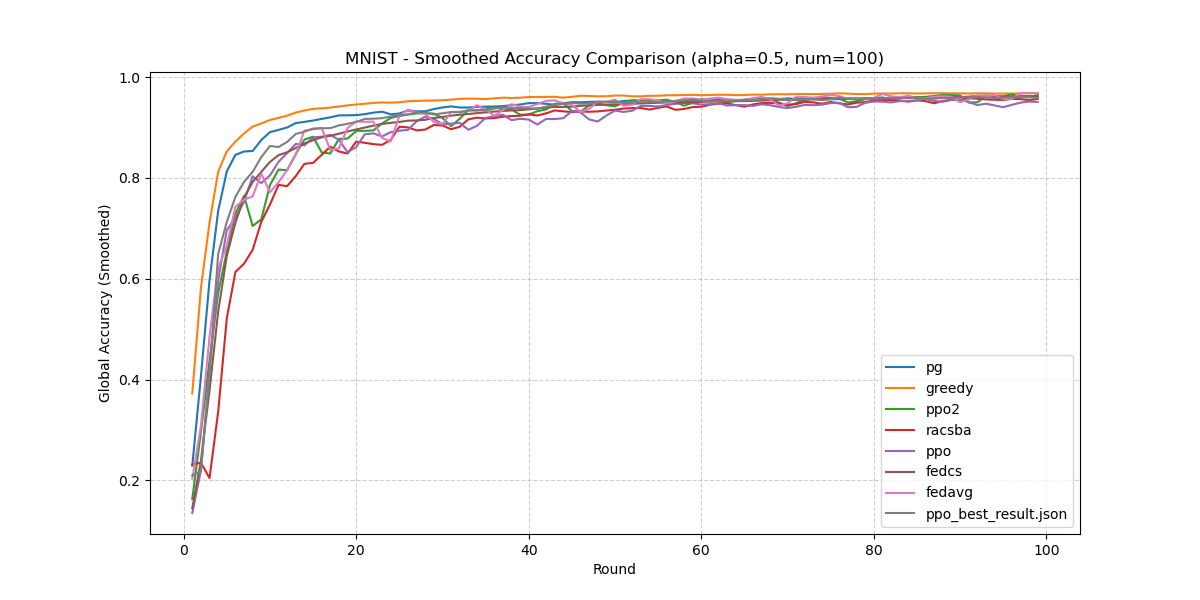 MNIST - Smoothed Accuracy Comparison (alpha=0.5, num=100)
Global Accuracy (Smoothed)
1.0
0.8
0.6
0.4
0.2
0
20
40
60
80
100
Round
pg
greedy
ppo2
racsba
ppo
fedcs
fedavg
ppo_best_result.json